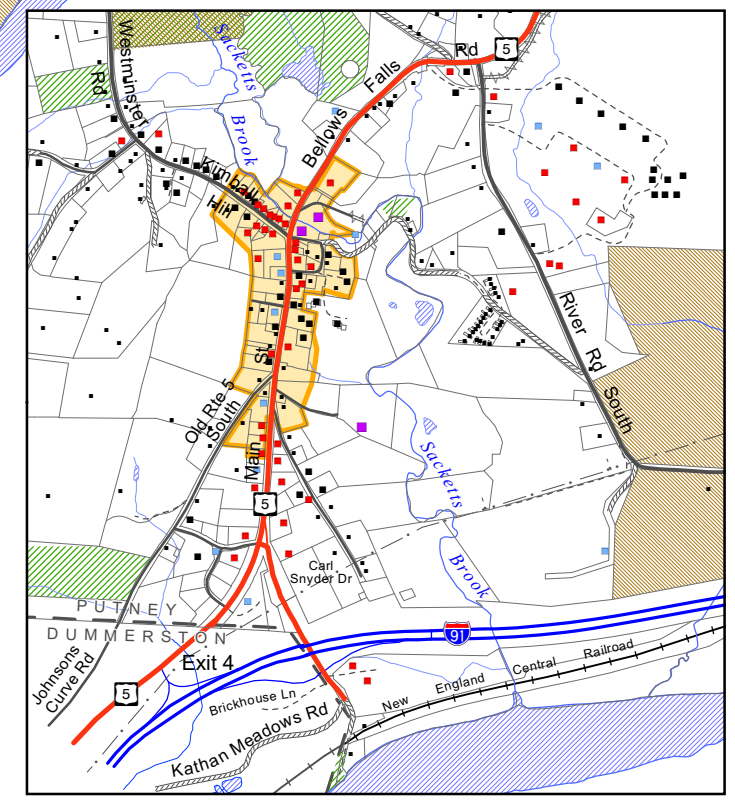 Westminster
Rd
Sacketts
Brook
Bellows
Falls
Rd
5
Kimball
Hill
River
Rd
South
St
Old Rte 5
South
Main
5
Sacketts
Brook
Carl
Snyder Dr
PUTNEY
DUMMERSTON
91
Exit 4
Johnsons
Curve Rd
5
Brickhouse Ln
Kathan Meadows Rd
New
England
Central
Railroad